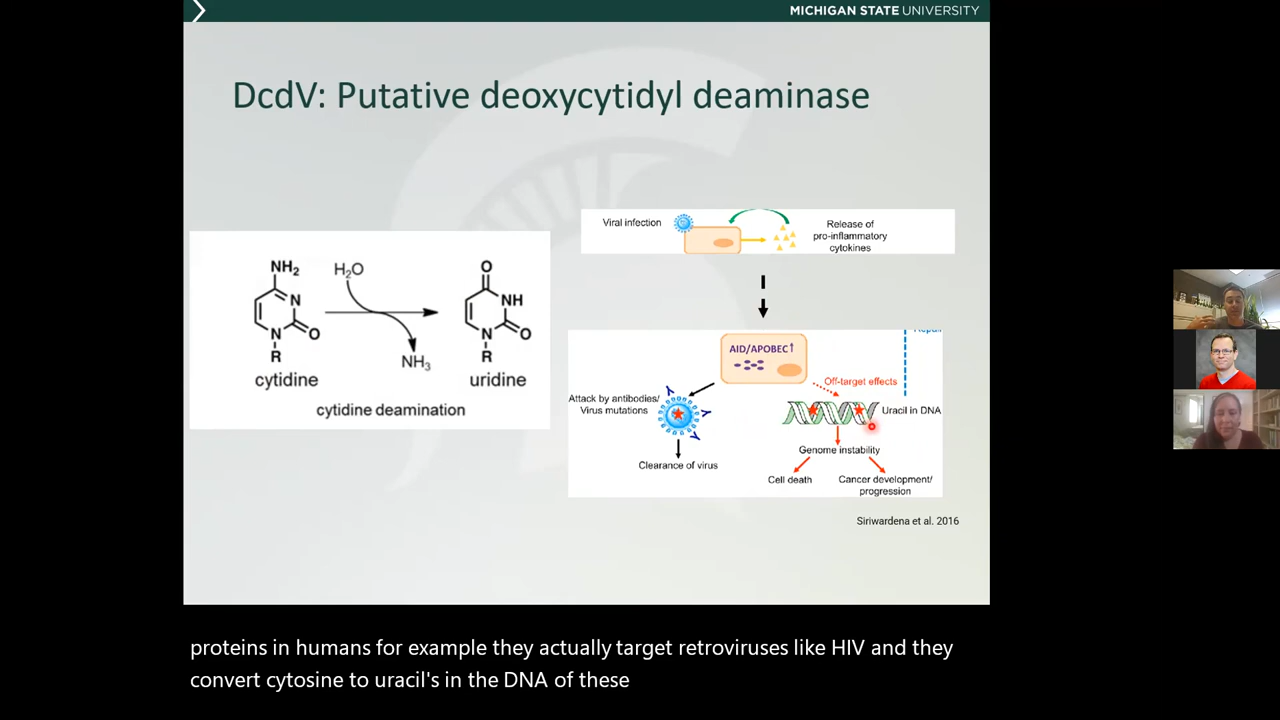 MICHIGAN STATE UNIVERSITY
DcdV: Putative deoxycytidyl deaminase
NH2
N
N
O
R
cytidine
H2O
NH3
O
NH
N
O
R
uridine
cytidine deamination
Viral infection
Release of
pro-inflammatory
cytokines
AID/APOBEC↑
Repair
Off-target effects
Attack by antibodies/
Virus mutations
Uracil in DNA
Clearance of virus
Genome instability
Cell death
Cancer development/
progression
Siriwardena et al. 2016
proteins in humans for example they actually target retroviruses like HIV and they
convert cytosine to uracil's in the DNA of these